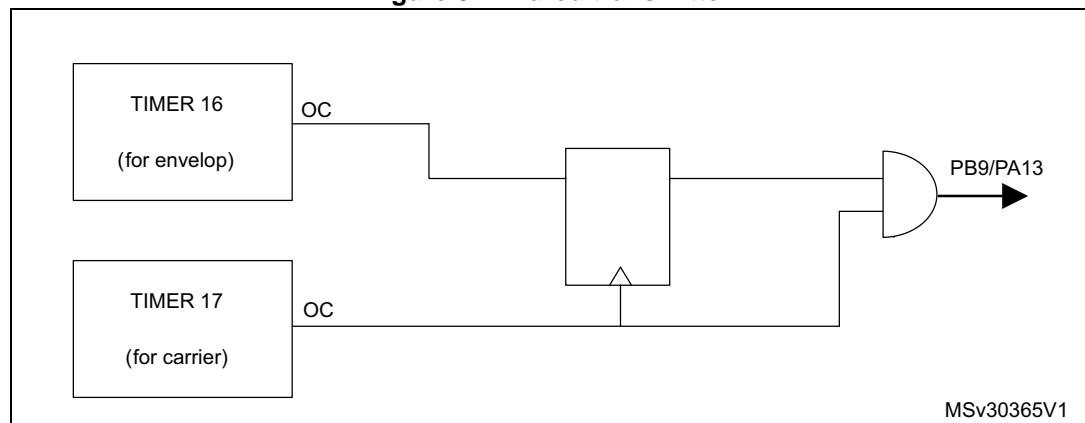 TIMER 16
(for envelop)
OC
PB9/PA13
TIMER 17
(for carrier)
OC
MSv30365V1